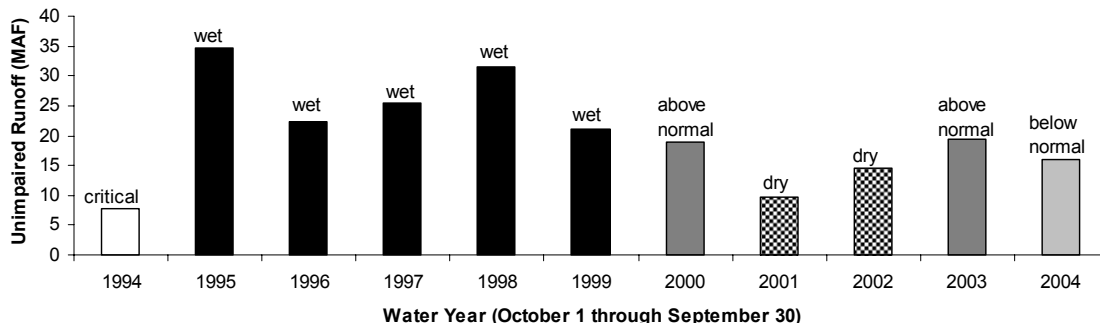 Unimpaired Runoff (MAF)
40
35
30
25
20
15
10
5
0
critical
wet
wet
wet
wet
wet
above
normal
dry
dry
above
normal
below
normal
1994 1995 1996 1997 1998 1999 2000 2001 2002 2003 2004
Water Year (October 1 through September 30)